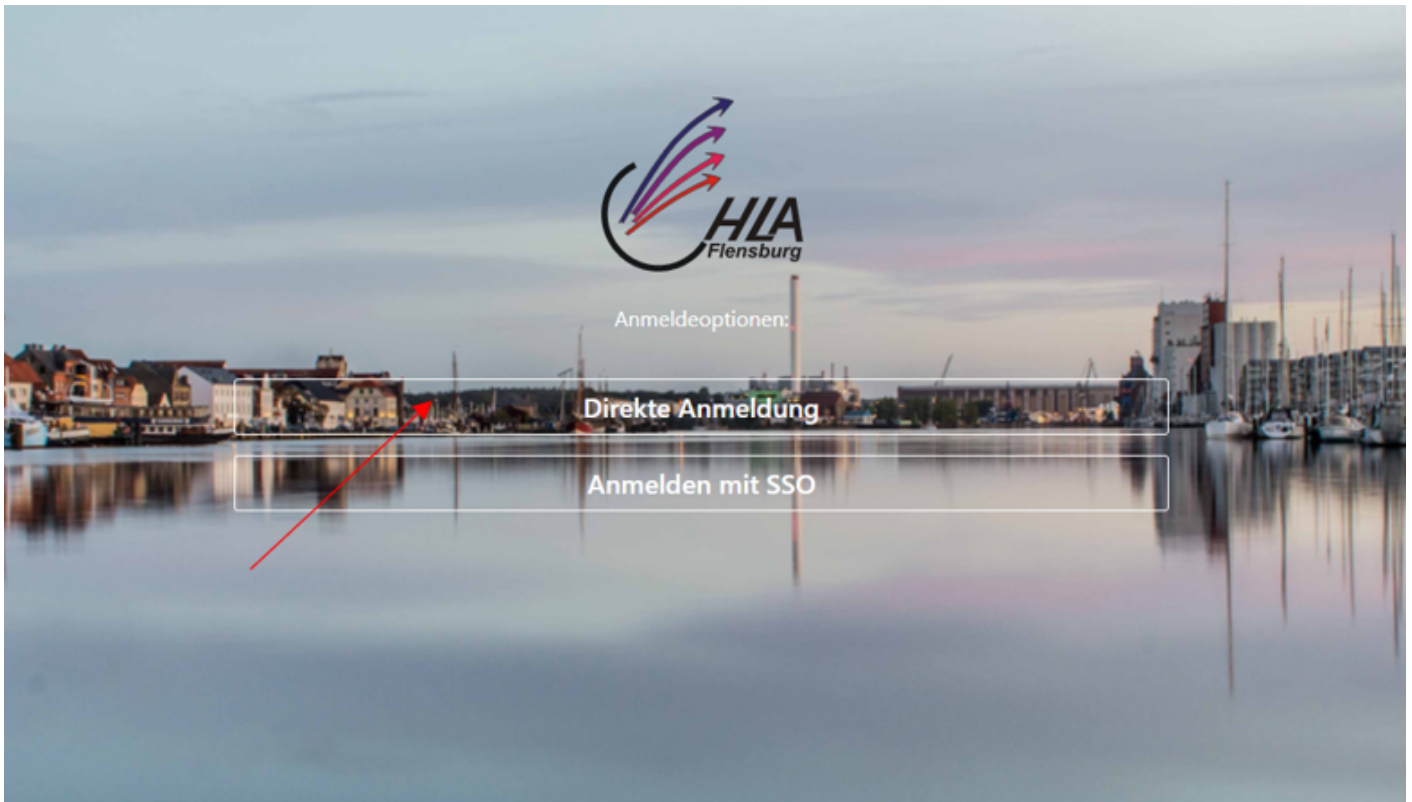 HLA
Flensburg
Anmeldeoptionen:
Direkte Anmeldung
Anmelden mit SSO